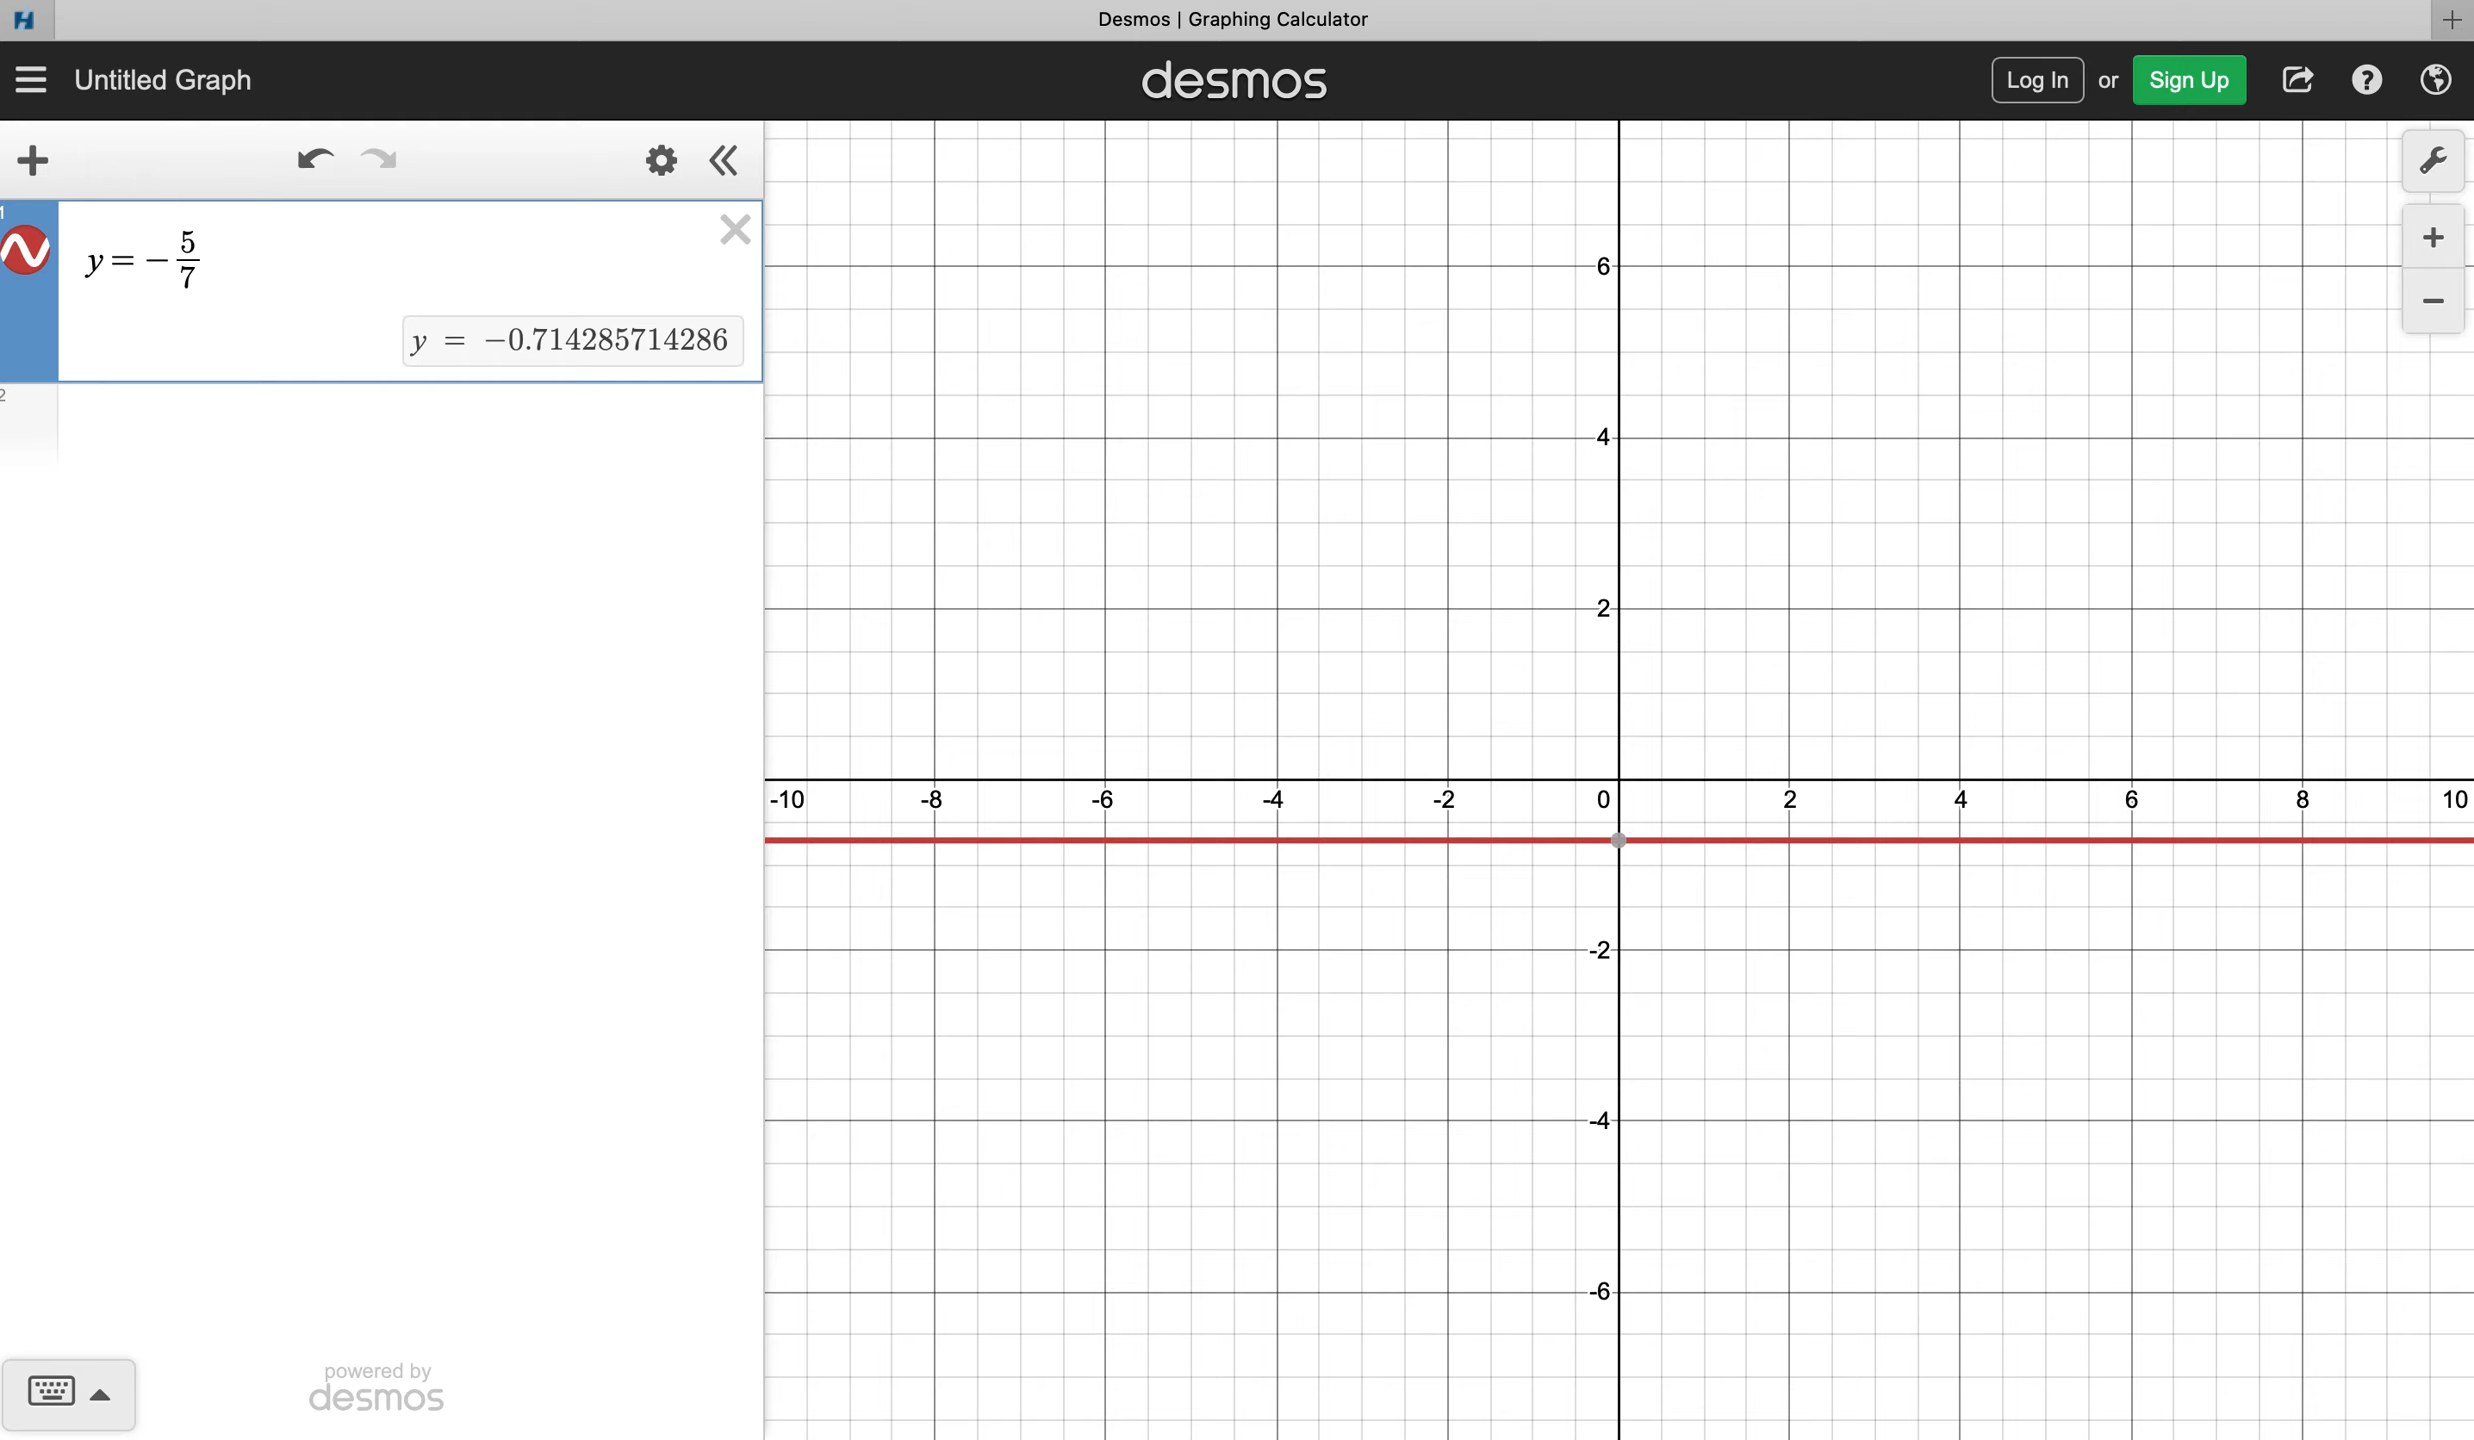 H
Desmos | Graphing Calculator
Untitled Graph
desmos
Log In or Sign Up
1
y = - 5/7
y = −0.714285714286
2
6
4
2
-10 -8 -6 -4 -2 0 2 4 6 8 10
-2
-4
-6
powered by
desmos